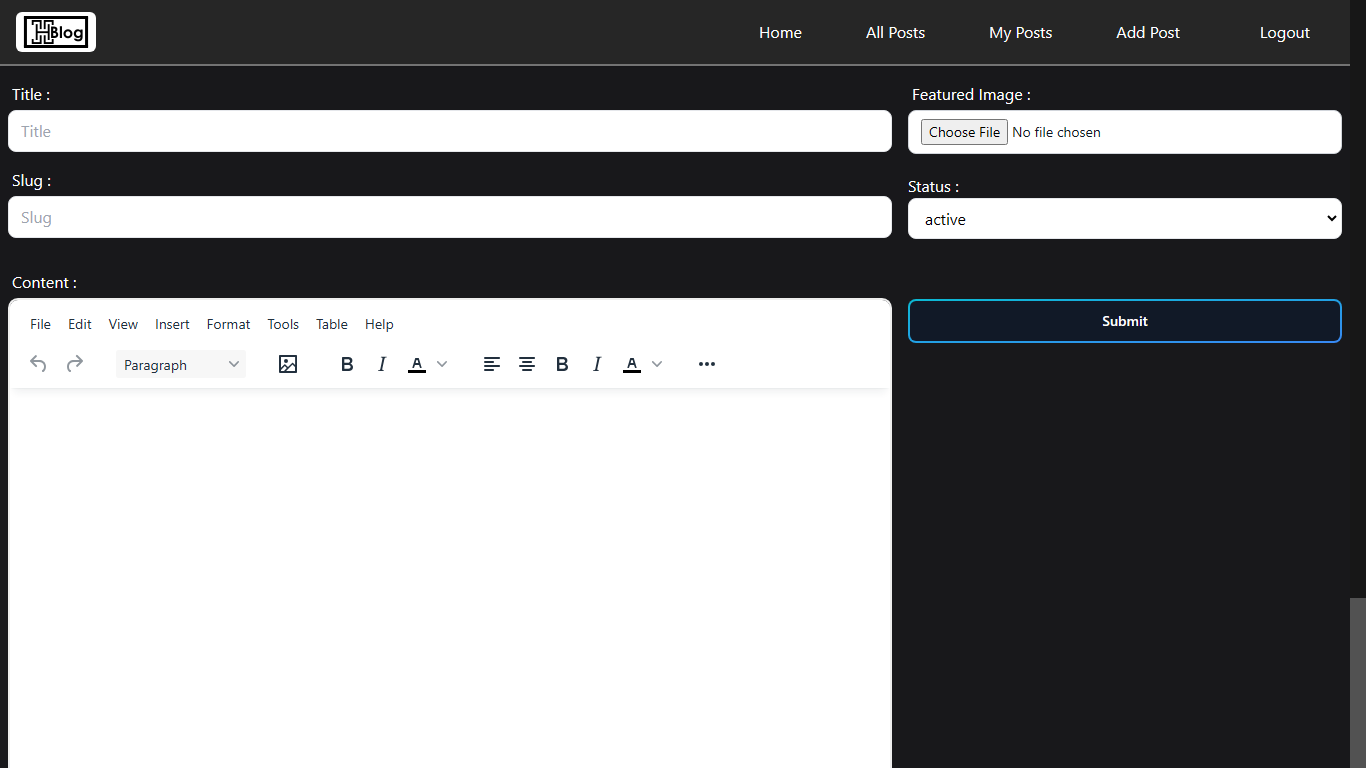 Blog Home All Posts My Posts Add Post Logout
Title :
Title
Featured Image :
Choose File No file chosen
Slug :
Slug
Status :
active
Content :
File Edit View Insert Format Tools Table Help
Paragraph B I A B I A
Submit